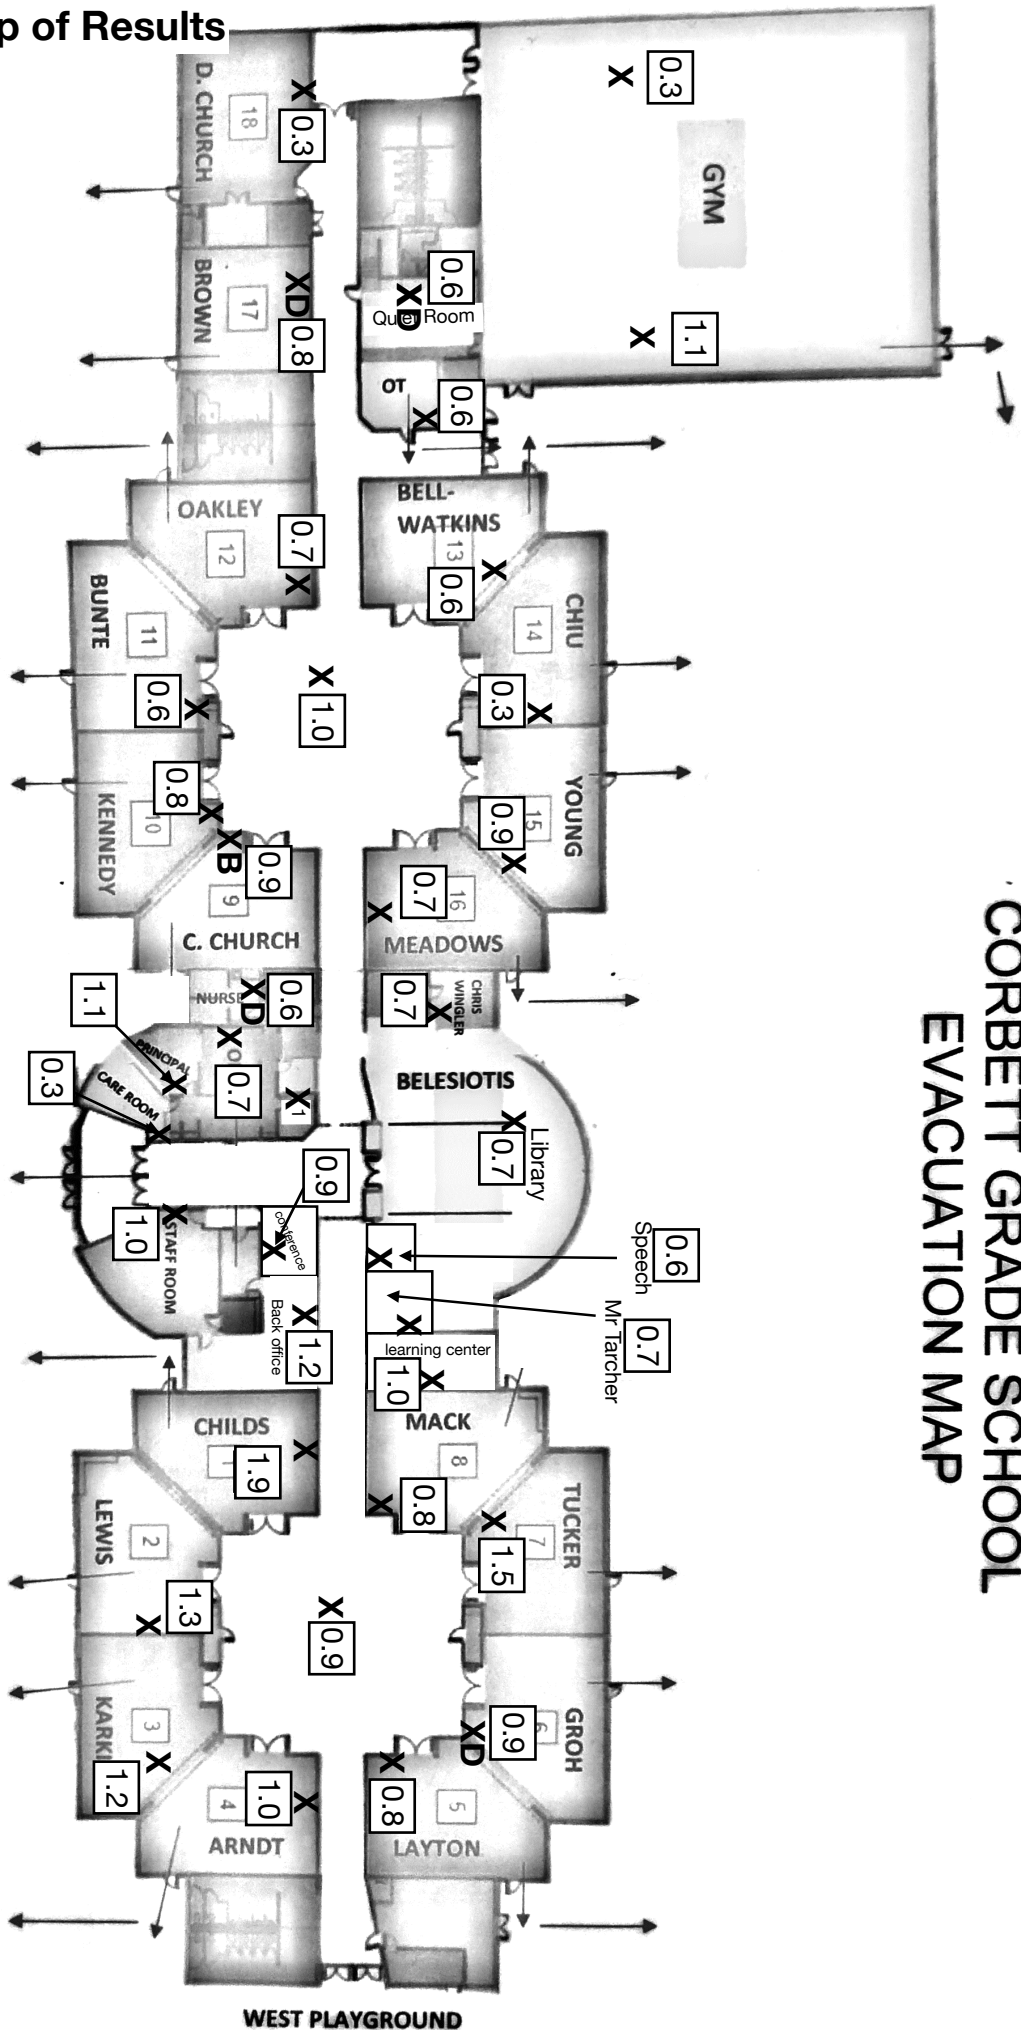 p of Results
D. CHURCH
18
0.3
0.3
GYM
BROWN
17
XD
0.8
0.6
XD
Quiet Room
1.1
OT
0.6
OAKLEY
12
0.7
BELL-
WATKINS
13
0.6
BUNTE
11
0.6
CHIU
14
0.3
1.0
KENNEDY
10
0.8
YOUNG
15
0.9
XB
0.9
9
C. CHURCH
0.7
16
MEADOWS
NURSE
XD
0.6
0.7
CHRIS
WINGLER
1.1
PRINCIPAL
0.3
CARE ROOM
0.7
X1
BELESIOTIS
Library
0.7
0.9
conference
1.0
STAFF ROOM
0.6
Speech
Back office
1.2
0.7
Mr Tarcher
learning center
1.0
CHILDS
1.9
MACK
8
0.8
LEWIS
2
1.3
TUCKER
7
1.5
0.9
KARKI
3
1.2
GROH
6
0.9
XD
1.0
4
ARNDT
0.8
5
LAYTON
WEST PLAYGROUND
CORBETT GRADE SCHOOL
EVACUATION MAP